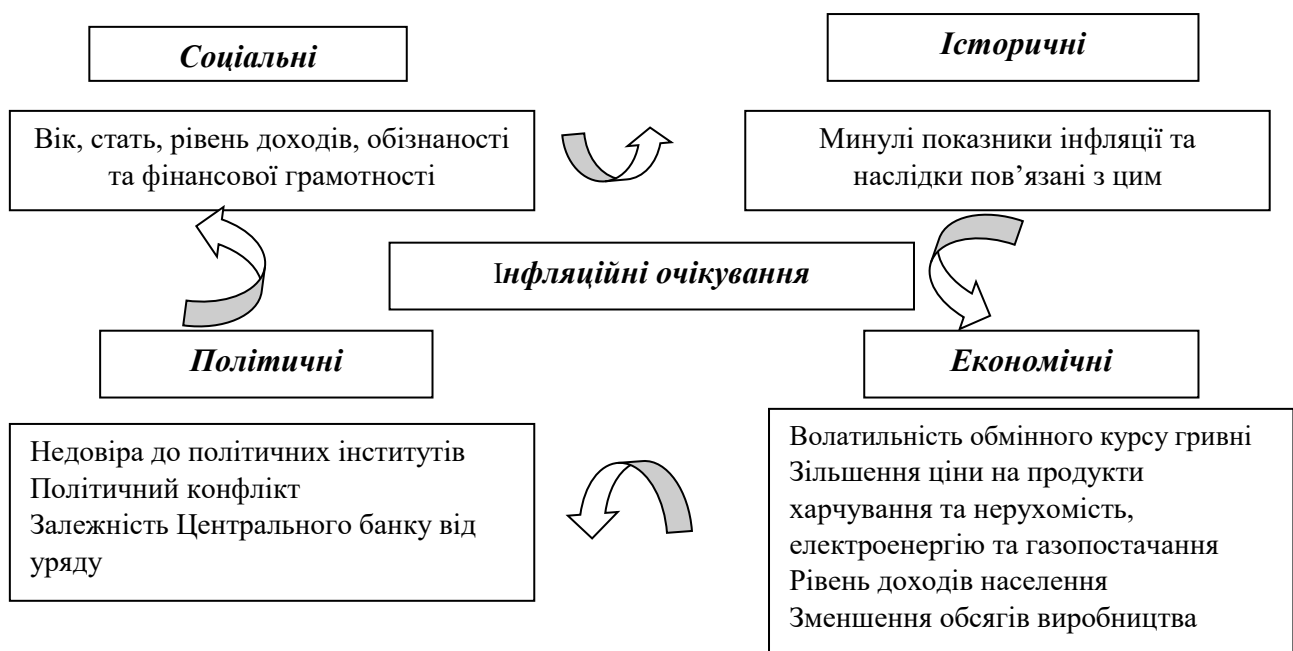 Соціальні
Історичні
Вік, стать, рівень доходів, обізнаності
та фінансової грамотності
Минулі показники інфляції та
наслідки пов’язані з цим
Інфляційні очікування
Політичні
Економічні
Недовіра до політичних інститутів
Політичний конфлікт
Залежність Центрального банку від
уряду
Волатильність обмінного курсу гривні
Зільшення ціни на продукти
харчування та нерухомість,
електроенергію та газопостачання
Рівень доходів населення
Зменшення обсягів виробництва